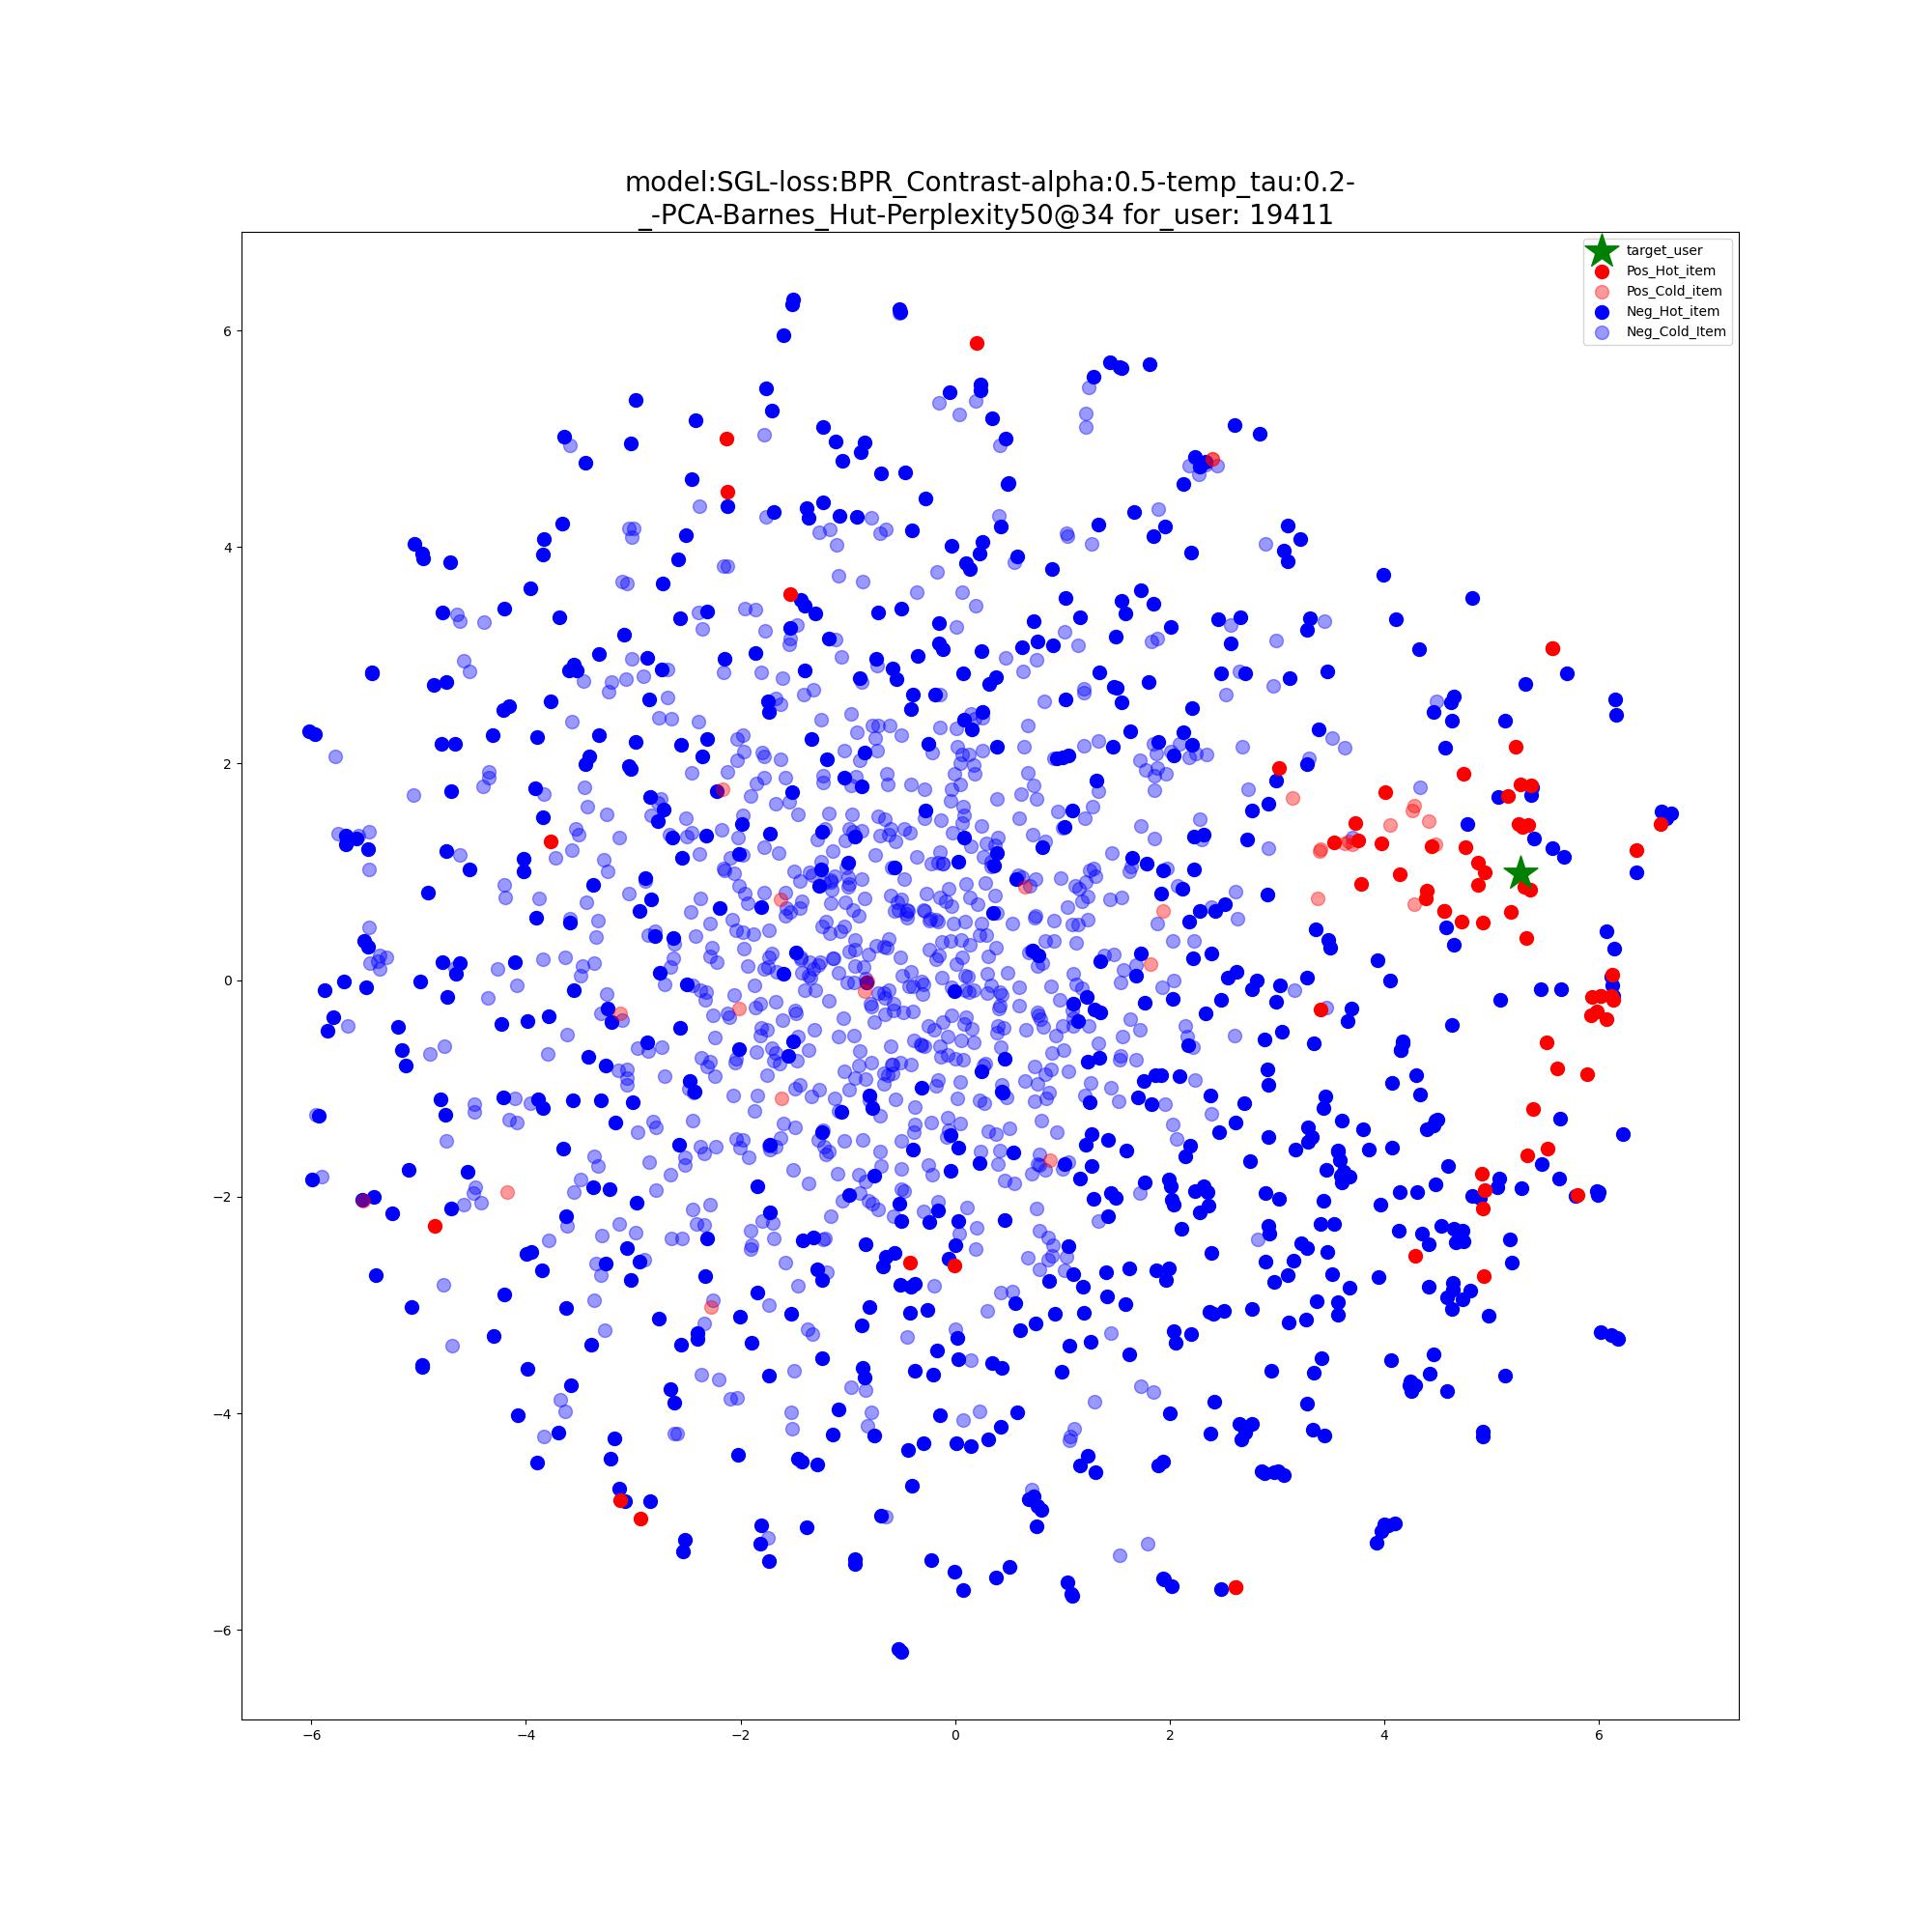 model:SGL-loss:BPR_Contrast-alpha:0.5-temp_tau:0.2-
_-PCA-Barnes_Hut-Perplexity50@34 for_user: 19411
target_user
Pos_Hot_item
Pos_Cold_item
Neg_Hot_item
Neg_Cold_Item
6
4
2
0
−2
−4
−6
−6 −4 −2 0 2 4 6